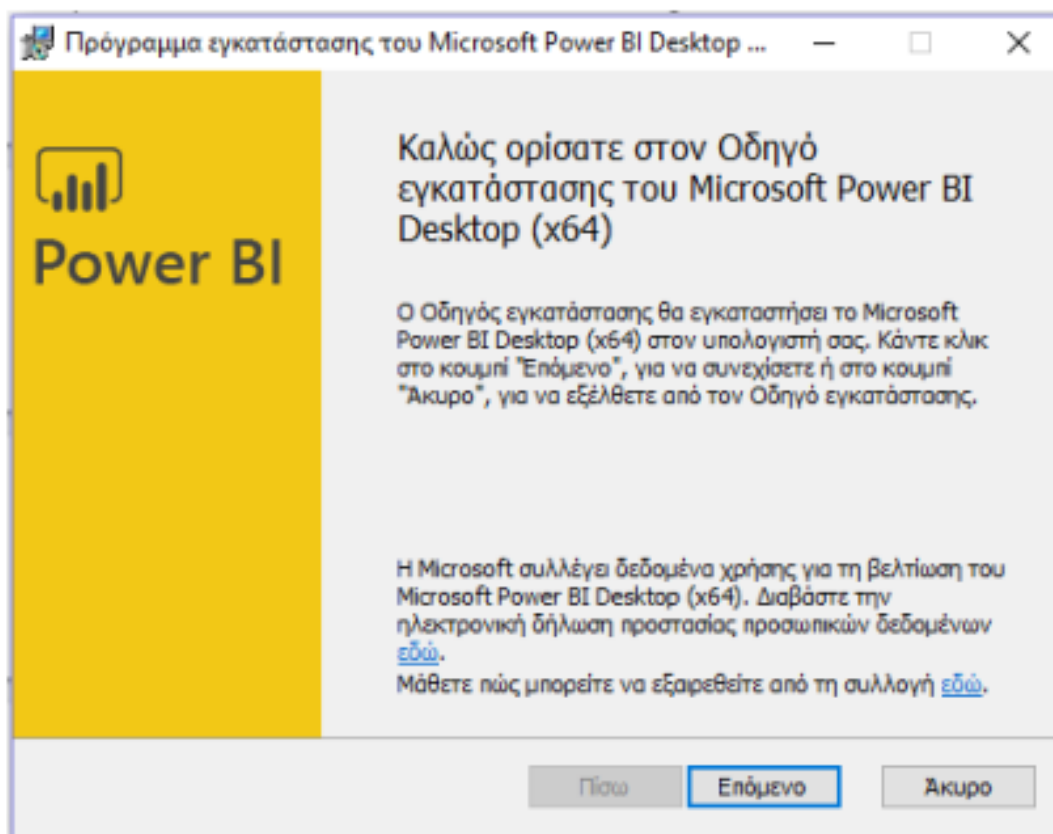 Πρόγραμμα εγκατάστασης του Microsoft Power BI Desktop ...
Power BI
Καλώς ορίσατε στον Οδηγό
εγκατάστασης του Microsoft Power BI
Desktop (x64)
Ο Οδηγός εγκατάστασης θα εγκαταστήσει το Microsoft
Power BI Desktop (x64) στον υπολογιστή σας. Κάντε κλικ
στο κουμπί "Επόμενο", για να συνεχίσετε ή στο κουμπί
"Άκυρο", για να εξέλθετε από τον Οδηγό εγκατάστασης.
Η Microsoft συλλέγει δεδομένα χρήσης για τη βελτίωση του
Microsoft Power BI Desktop (x64). Διαβάστε την
ηλεκτρονική δήλωση προστασίας προσωπικών δεδομένων
εδώ.
Μάθετε πώς μπορείτε να εξαιρεθείτε από τη συλλογή εδώ.
Πίσω Επόμενο Άκυρο